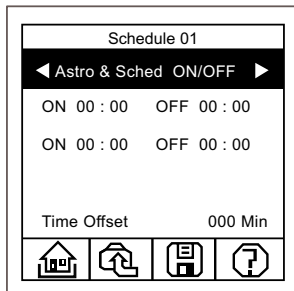 Schedule 01
Astro & Sched ON/OFF
ON 00 : 00 OFF 00 : 00
ON 00 : 00 OFF 00 : 00
Time Offset 000 Min
?